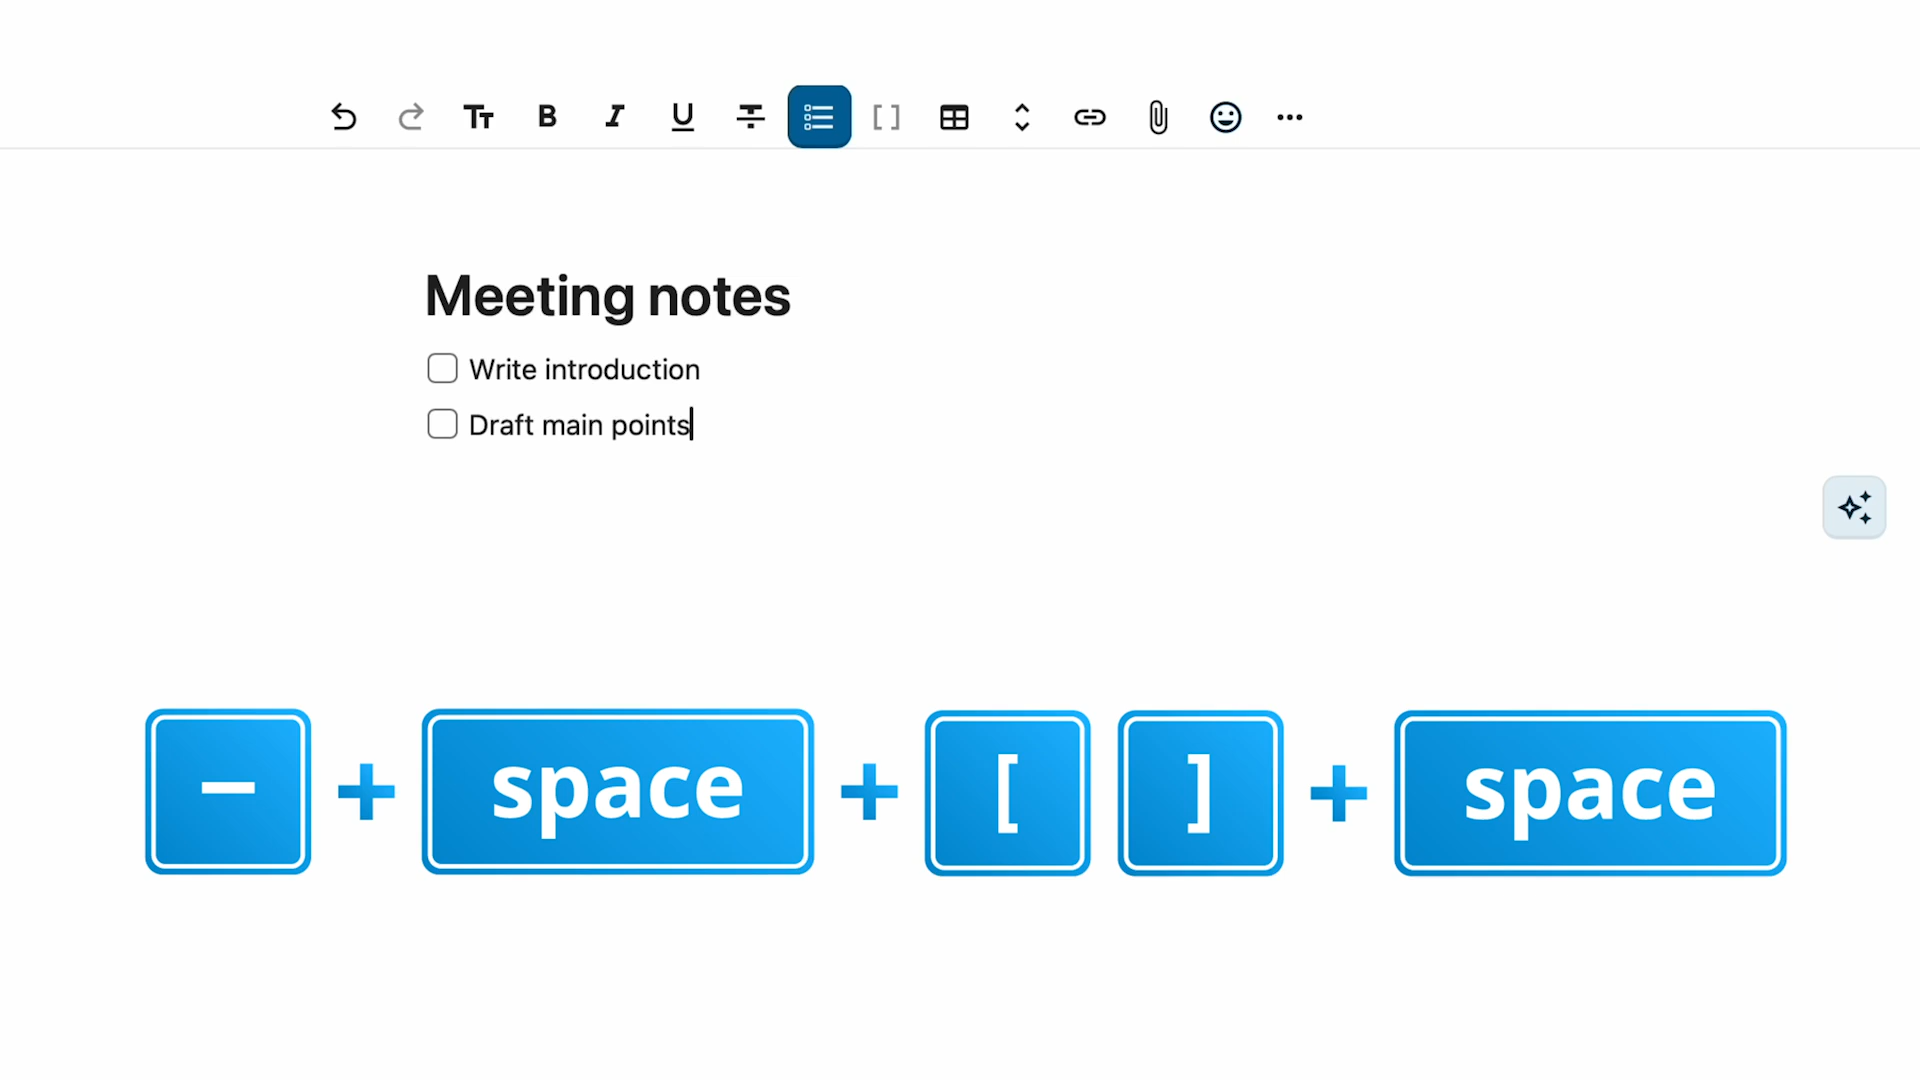 Meeting notes
Write introduction
Draft main points
– + space + [ ] + space